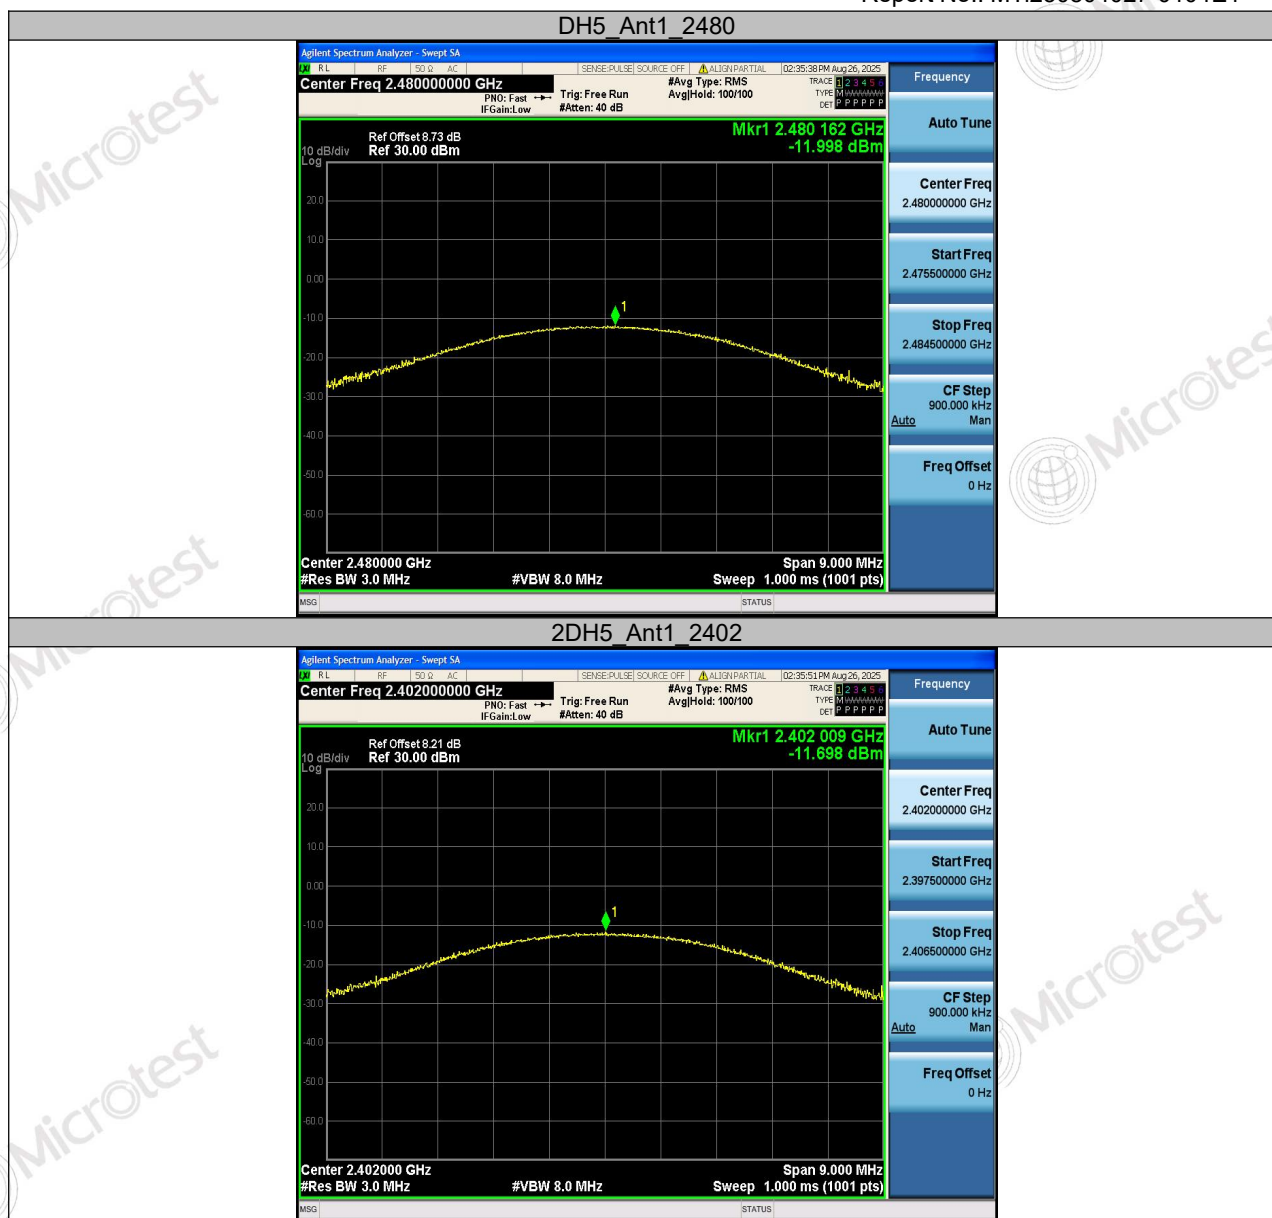 DH5_Ant1_2480
Agilent Spectrum Analyzer - Swept SA
RL RF 50 Ω AC SENSE:PULSE SOURCE OFF ALIGN PARTIAL 02:35:38 PM Aug 26, 2025
Center Freq 2.480000000 GHz
PNO: Fast
IFGain:Low
Trig: Free Run
#Atten: 40 dB
#Avg Type: RMS
Avg|Hold: 100/100
TRACE 1 2 3 4 5 6
TYPE M
DET P P P P P P
Frequency
Auto Tune
Center Freq
2.480000000 GHz
Start Freq
2.475500000 GHz
Stop Freq
2.484500000 GHz
CF Step
900.000 kHz
Auto Man
Freq Offset
0 Hz
Mkr1 2.480 162 GHz
-11.998 dBm
Ref Offset 8.73 dB
10 dB/div Ref 30.00 dBm
Log
20.0
10.0
0.00
-10.0
-20.0
-30.0
-40.0
-50.0
-60.0
1
Center 2.480000 GHz Span 9.000 MHz
#Res BW 3.0 MHz #VBW 8.0 MHz Sweep 1.000 ms (1001 pts)
MSG STATUS
2DH5_Ant1_2402
Agilent Spectrum Analyzer - Swept SA
RL RF 50 Ω AC SENSE:PULSE SOURCE OFF ALIGN PARTIAL 02:35:51 PM Aug 26, 2025
Center Freq 2.402000000 GHz
PNO: Fast
IFGain:Low
Trig: Free Run
#Atten: 40 dB
#Avg Type: RMS
Avg|Hold: 100/100
TRACE 1 2 3 4 5 6
TYPE M
DET P P P P P P
Frequency
Auto Tune
Center Freq
2.402000000 GHz
Start Freq
2.397500000 GHz
Stop Freq
2.406500000 GHz
CF Step
900.000 kHz
Auto Man
Freq Offset
0 Hz
Mkr1 2.402 009 GHz
-11.698 dBm
Ref Offset 8.21 dB
10 dB/div Ref 30.00 dBm
Log
20.0
10.0
0.00
-10.0
-20.0
-30.0
-40.0
-50.0
-60.0
1
Center 2.402000 GHz Span 9.000 MHz
#Res BW 3.0 MHz #VBW 8.0 MHz Sweep 1.000 ms (1001 pts)
MSG STATUS
Microtest
Microtest
Microtest
Microtest